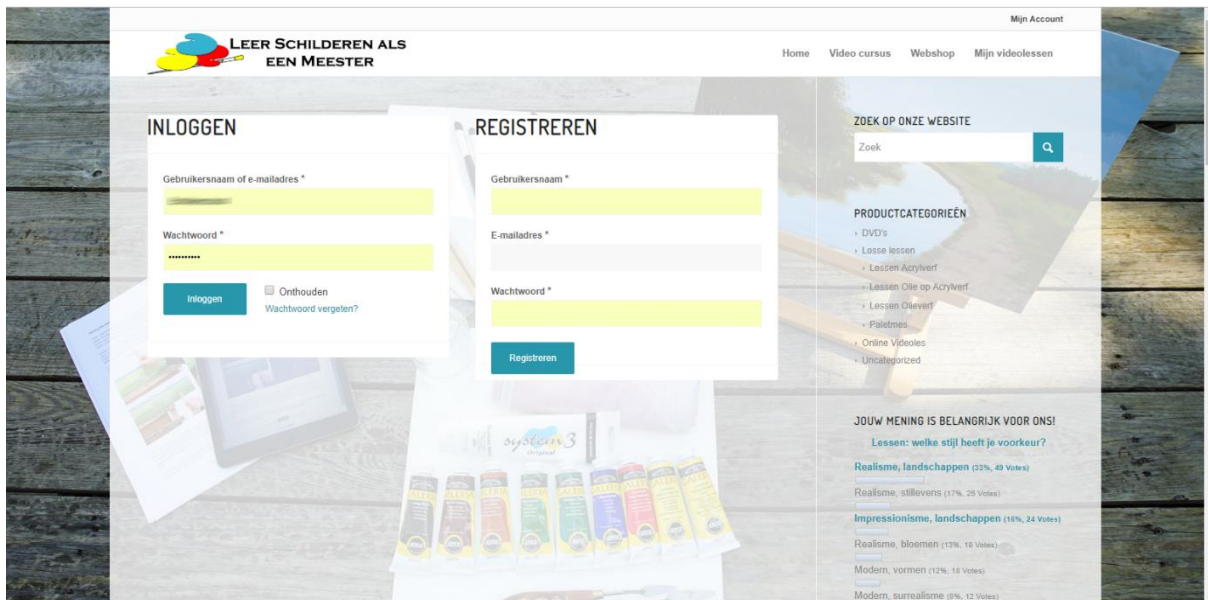 Mijn Account
LEER SCHILDEREN ALS
EEN MEESTER
Home Video cursus Webshop Mijn videolessen
INLOGGEN
Gebruikersnaam of e-mailadres *
Wachtwoord *
••••••••••
Inloggen
Onthouden
Wachtwoord vergeten?
REGISTREREN
Gebruikersnaam *
E-mailadres *
Wachtwoord *
Registreren
system 3
Original
ZOEK OP ONZE WEBSITE
Zoek
PRODUCTCATEGORIEËN
› DVD's
› Losse lessen
› Lessen Acrylverf
› Lessen Olie op Acrylverf
› Lessen Olieverf
› Paletmes
› Online Videoles
› Uncategorized
JOUW MENING IS BELANGRIJK VOOR ONS!
Lessen: welke stijl heeft je voorkeur?
Realisme, landschappen (33%, 49 Votes)
Realisme, stillevens (17%, 25 Votes)
Impressionisme, landschappen (16%, 24 Votes)
Realisme, bloemen (13%, 19 Votes)
Modern, vormen (12%, 18 Votes)
Modern, surrealisme (8%, 12 Votes)